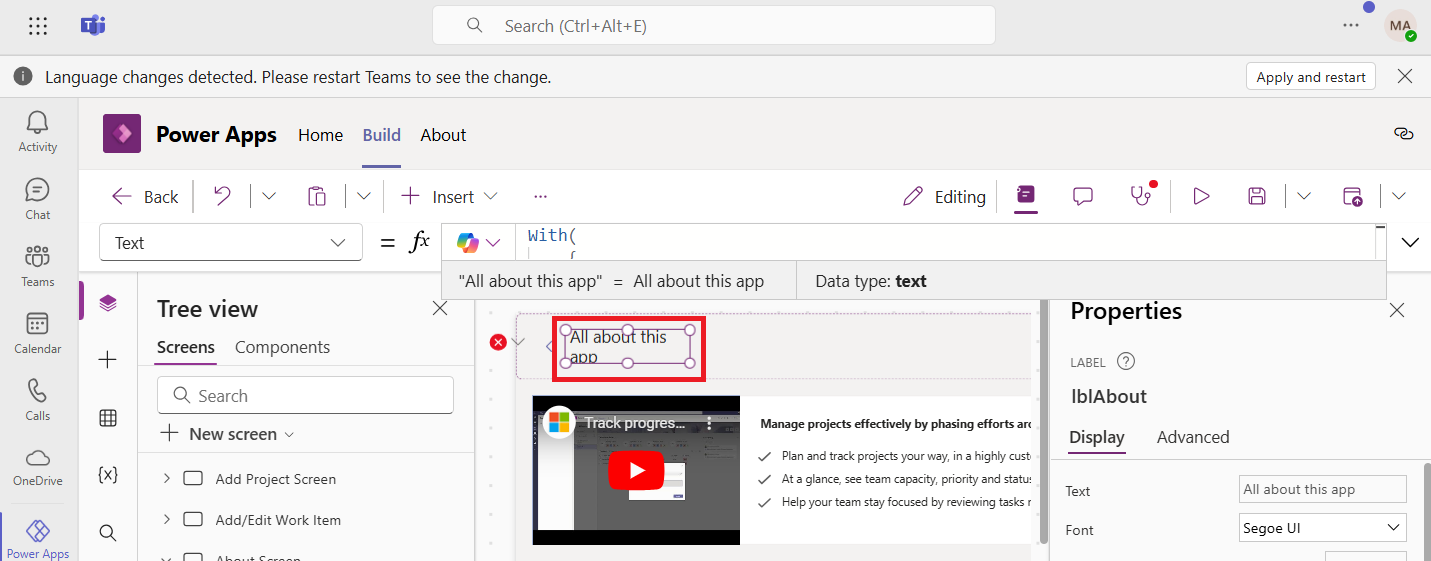 Search (Ctrl+Alt+E)
MA
Language changes detected. Please restart Teams to see the change.
Apply and restart
Activity
Chat
Teams
Calendar
Calls
OneDrive
Power Apps
Power Apps
Home
Build
About
Back
Insert
Editing
Text
= fx
With(
{
"All about this app" = All about this app
Data type: text
Tree view
Screens
Components
Search
New screen
Add Project Screen
Add/Edit Work Item
About Screen
{x}
All about this
app
Track progres...
Manage projects effectively by phasing efforts aro
Plan and track projects your way, in a highly custo
At a glance, see team capacity, priority and status
Help your team stay focused by reviewing tasks n
Properties
LABEL
lblAbout
Display
Advanced
Text
All about this app
Font
Segoe UI